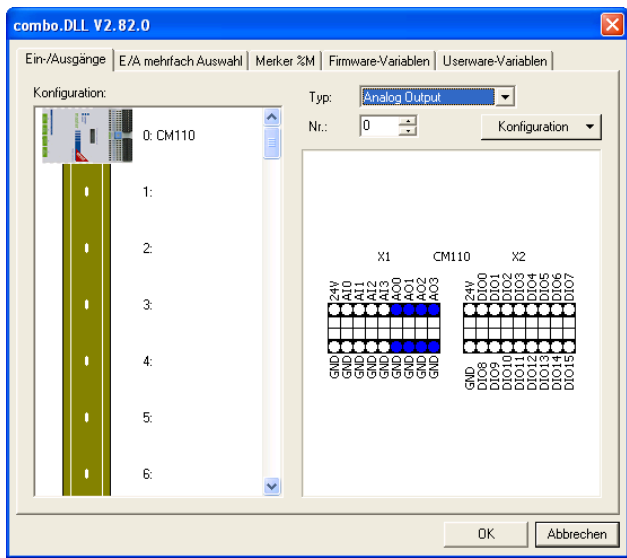 combo.DLL V2.82.0
Ein-/Ausgänge E/A mehrfach Auswahl Merker %M Firmware-Variablen Userware-Variablen
Konfiguration:
0: CM110
1:
2:
3:
4:
5:
6:
Typ: Analog Output
Nr.: 0 Konfiguration
X1 CM110 X2
24V AI0 AI1 AI2 AI3 AO0 AO1 AO2 AO3
GND GND GND GND GND GND GND GND GND
24V DIO0 DIO1 DIO2 DIO3 DIO4 DIO5 DIO6 DIO7
GND DIO8 DIO9 DIO10 DIO11 DIO12 DIO13 DIO14 DIO15
OK Abbrechen